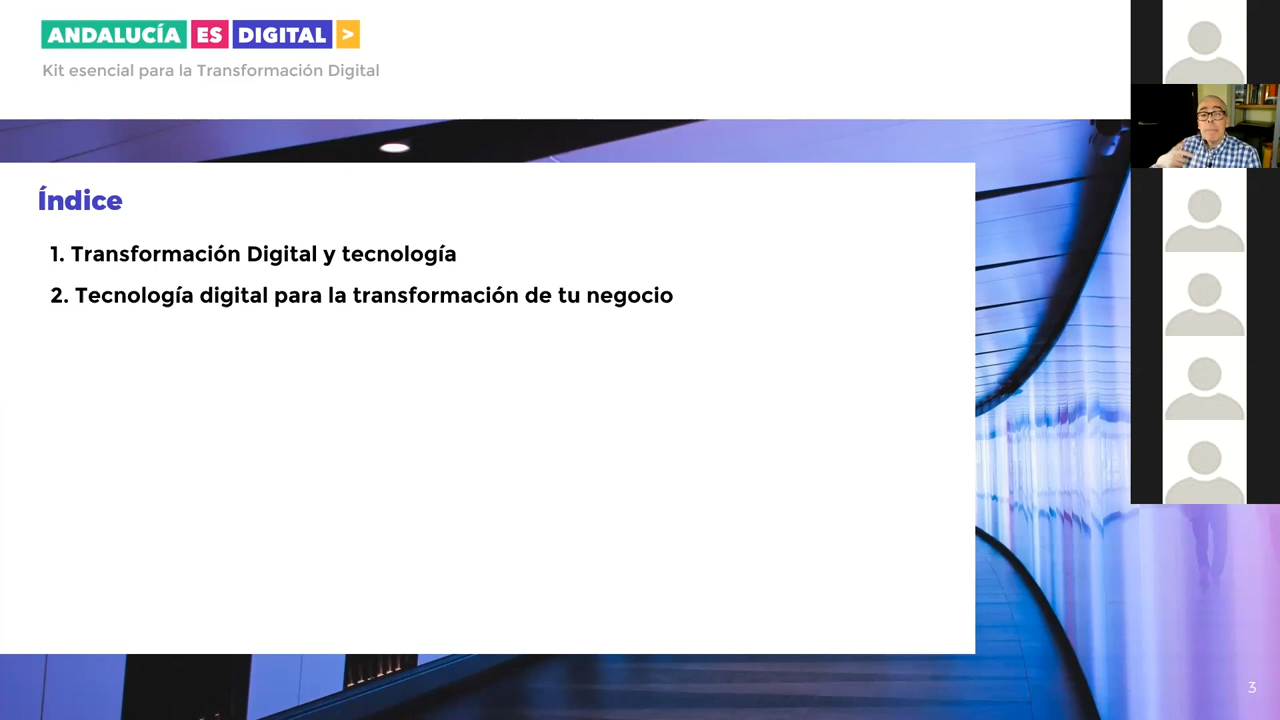 ANDALUCÍA ES DIGITAL >
Kit esencial para la Transformación Digital
Índice
1. Transformación Digital y tecnología
2. Tecnología digital para la transformación de tu negocio
3